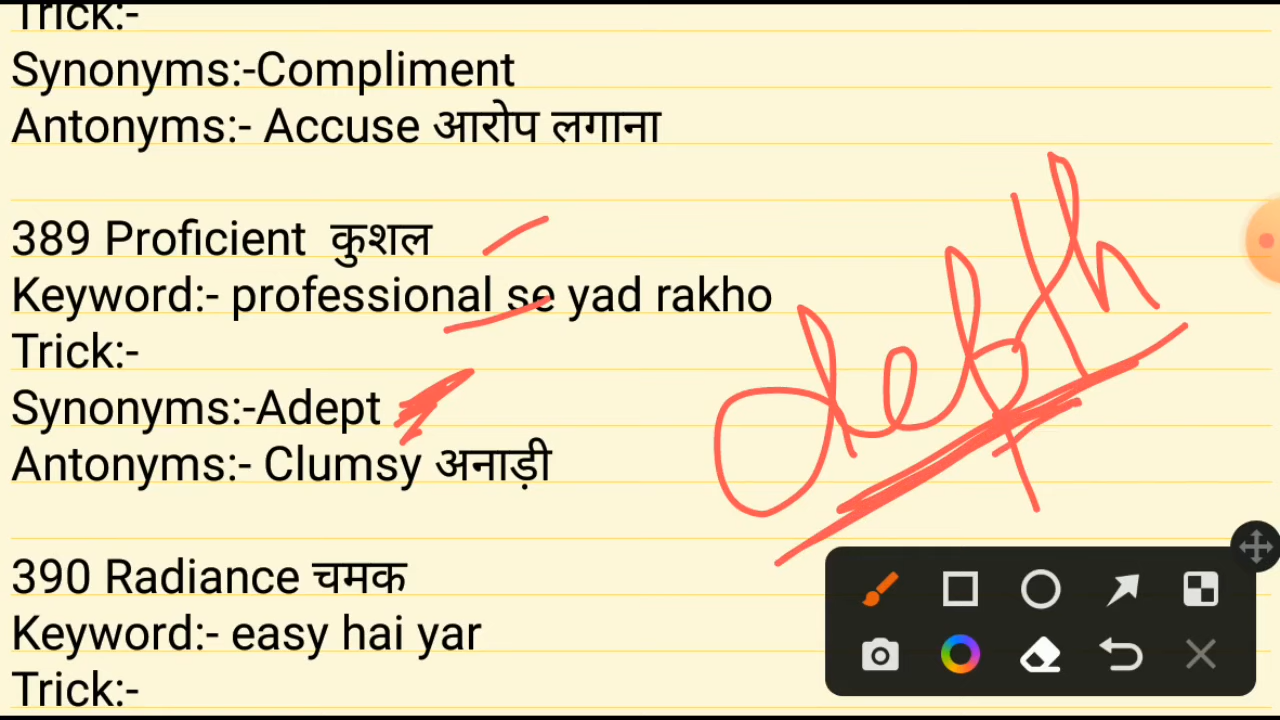 Trick:-
Synonyms:-Compliment
Antonyms:- Accuse आरोप लगाना
389 Proficient कुशल
Keyword:- professional se yad rakho
Trick:-
Synonyms:-Adept
Antonyms:- Clumsy अनाड़ी
depth
390 Radiance चमक
Keyword:- easy hai yar
Trick:-